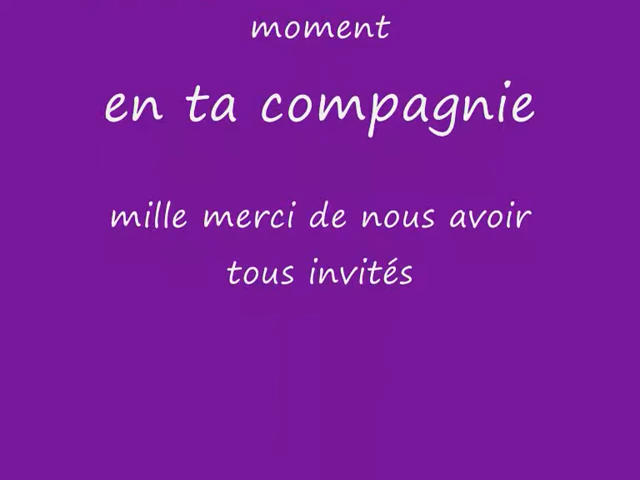 moment
en ta compagnie
mille merci de nous avoir
tous invités